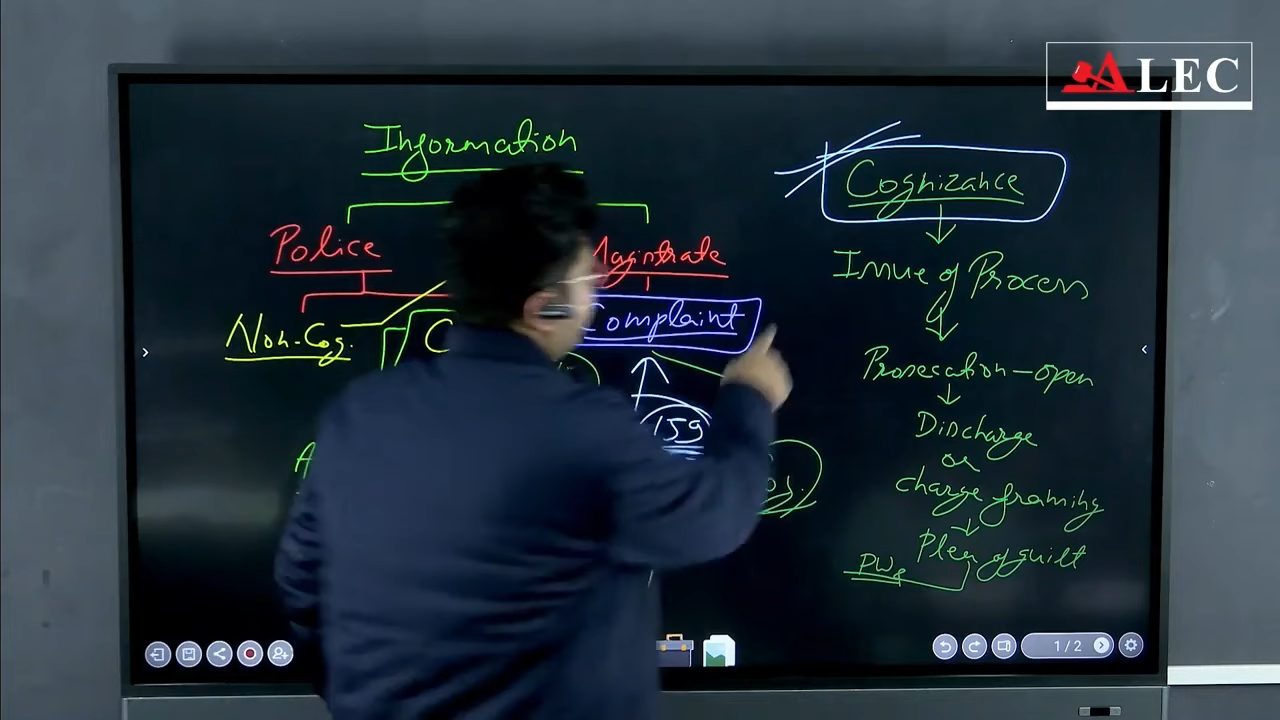 ALEC
Information
Police
Magistrate
Non-Cog.
Complaint
159
Cognizance
Issue of Process
Prosecution - open
Discharge
or
charge framing
Plea of guilt
PWs
1/2